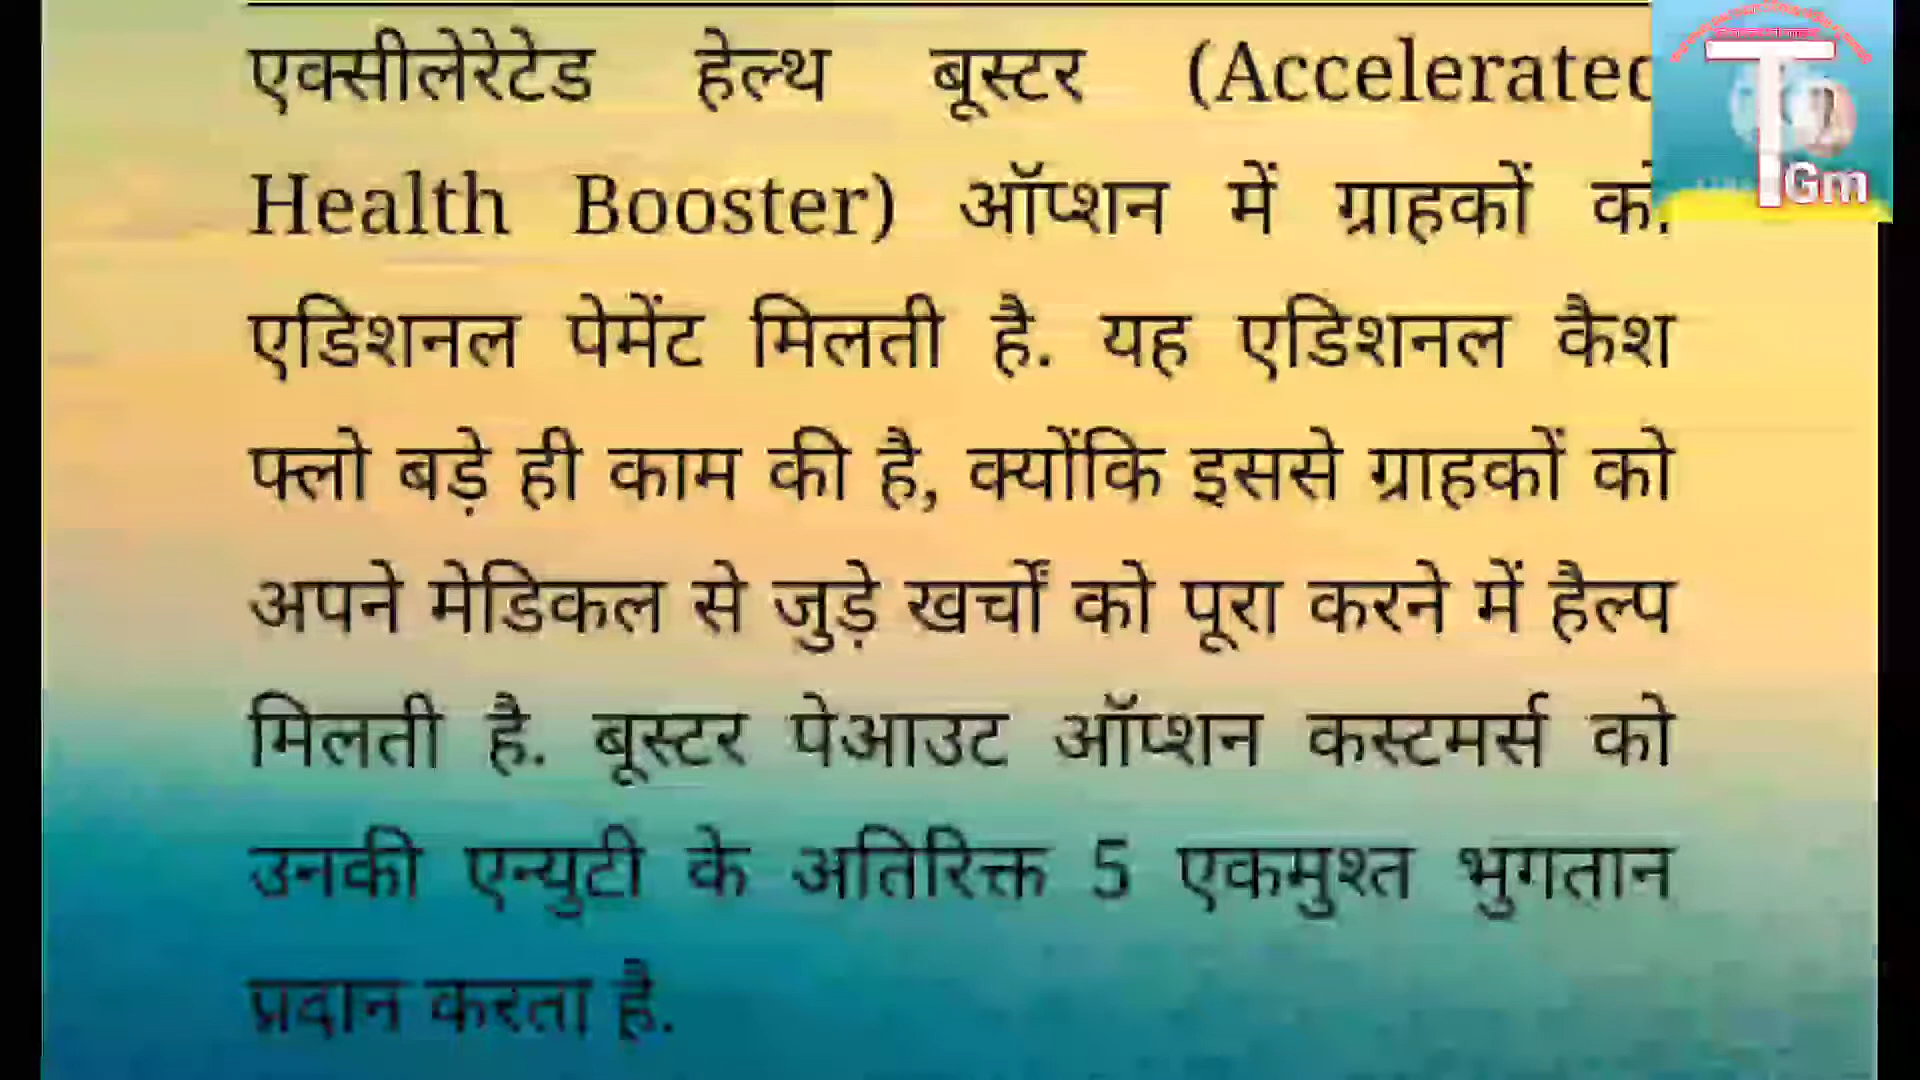 एक्सीलेरेटेड हेल्थ बूस्टर (Accelerated
Health Booster) ऑप्शन में ग्राहकों को
एडिशनल पेमेंट मिलती है. यह एडिशनल कैश
फ्लो बड़े ही काम की है, क्योंकि इससे ग्राहकों को
अपने मेडिकल से जुड़े खर्चों को पूरा करने में हैल्प
मिलती है. बूस्टर पेआउट ऑप्शन कस्टमर्स को
उनकी एन्युटी के अतिरिक्त 5 एकमुश्त भुगतान
प्रदान करता है.
T
Gm